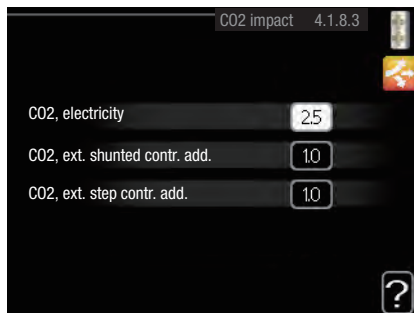 CO2 impact 4.1.8.3
CO2, electricity 2.5
CO2, ext. shunted contr. add. 1.0
CO2, ext. step contr. add. 1.0
?